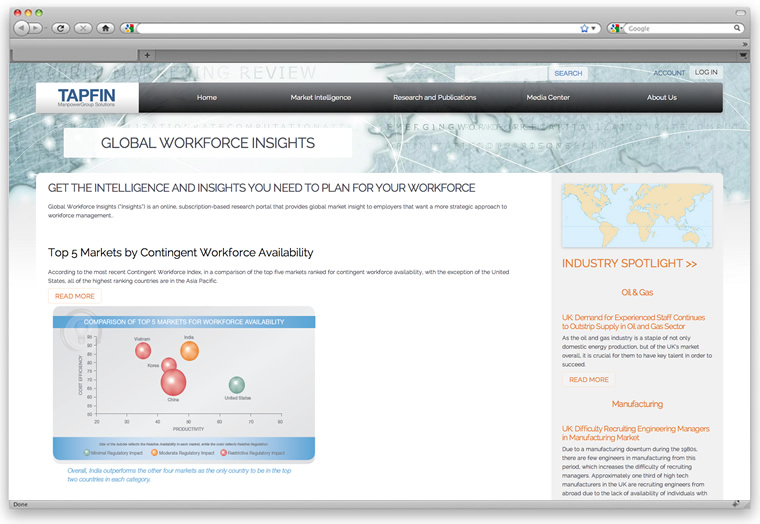 Google
MARKETING REVIEW
SEARCH
ACCOUNT
LOG IN
TAPFIN
ManpowerGroup Solutions
Home
Market Intelligence
Research and Publications
Media Center
About Us
GLOBAL WORKFORCE INSIGHTS
GET THE INTELLIGENCE AND INSIGHTS YOU NEED TO PLAN FOR YOUR WORKFORCE
Global Workforce Insights ("Insights") is an online, subscription-based research portal that provides global market insight to employers that want a more strategic approach to
workforce management..
Top 5 Markets by Contingent Workforce Availability
According to the most recent Contingent Workforce Index, in a comparison of the top five markets ranked for contingent workforce availability, with the exception of the United
States, all of the highest ranking countries are in the Asia Pacific.
READ MORE
COMPARISON OF TOP 5 MARKETS FOR WORKFORCE AVAILABILITY
COST EFFICIENCY
Vietnam
India
Korea
China
United States
20
30
40
50
60
70
80
PRODUCTIVITY
Minimal Regulatory Impact
Moderate Regulatory Impact
Restrictive Regulatory Impact
Overall, India outperforms the other four markets as the only country to be in the top
two countries in each category.
INDUSTRY SPOTLIGHT >>
Oil & Gas
UK: Demand for Experienced Staff Continues
to Outstrip Supply in Oil and Gas Sector
As the oil and gas industry is a staple of not only
domestic energy production, but of the UK's market
overall, it is crucial for them to have key talent in order to
succeed.
READ MORE
Manufacturing
UK: Difficulty Recruiting Engineering Managers
in Manufacturing Market
Due to a manufacturing downturn during the 1980s,
there are few engineers in manufacturing from this
period, which increases the difficulty of recruiting
managers. Approximately one third of high tech
manufacturers in the UK are recruiting engineers from
abroad due to the lack of availability of individuals with
Done